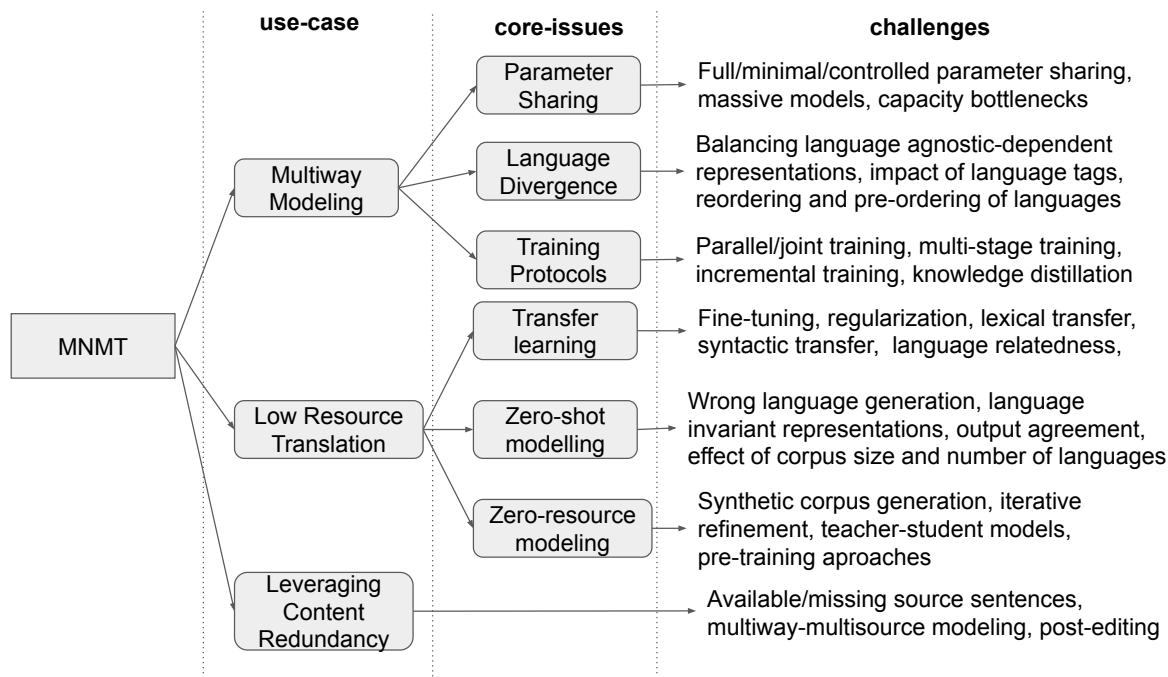 use-case
core-issues
challenges
MNMT
Multiway
Modeling
Parameter
Sharing
Full/minimal/controlled parameter sharing,
massive models, capacity bottlenecks
Language
Divergence
Balancing language agnostic-dependent
representations, impact of language tags,
reordering and pre-ordering of languages
Training
Protocols
Parallel/joint training, multi-stage training,
incremental training, knowledge distillation
Low Resource
Translation
Transfer
learning
Fine-tuning, regularization, lexical transfer,
syntactic transfer, language relatedness,
Zero-shot
modelling
Wrong language generation, language
invariant representations, output agreement,
effect of corpus size and number of languages
Zero-resource
modeling
Synthetic corpus generation, iterative
refinement, teacher-student models,
pre-training aproaches
Leveraging
Content
Redundancy
Available/missing source sentences,
multiway-multisource modeling, post-editing